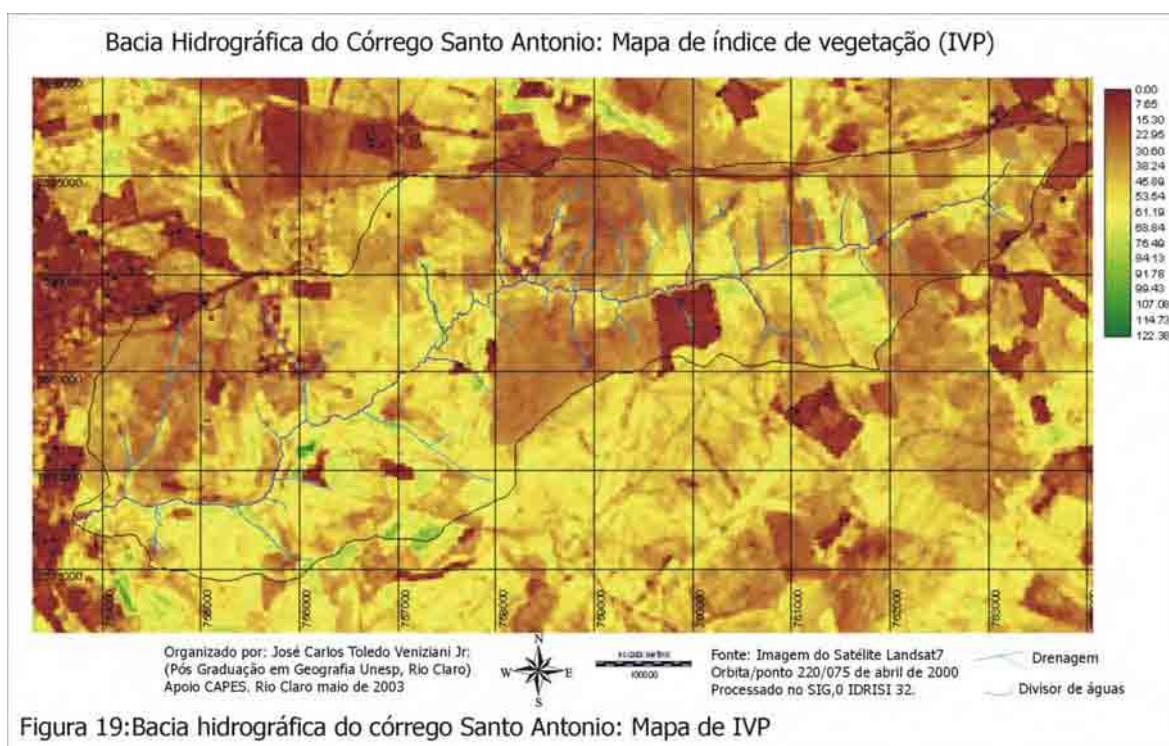 Bacia Hidrográfica do Córrego Santo Antonio: Mapa de índice de vegetação (IVP)
0.00
7.65
15.30
22.95
30.60
38.24
45.89
53.54
61.19
68.84
76.49
84.13
91.78
99.43
107.08
114.73
122.38
767000
768000
761000
N
W
E
S
100000
Organizado por: José Carlos Toledo Veniziani Jr:
(Pós Graduação em Geografia Unesp, Rio Claro)
Apoio CAPES. Rio Claro maio de 2003
Fonte: Imagem do Satélite Landsat7
Orbita/ponto 220/075 de abril de 2000
Processado no SIG,0 IDRISI 32.
Drenagem
Divisor de águas
Figura 19:Bacia hidrográfica do córrego Santo Antonio: Mapa de IVP